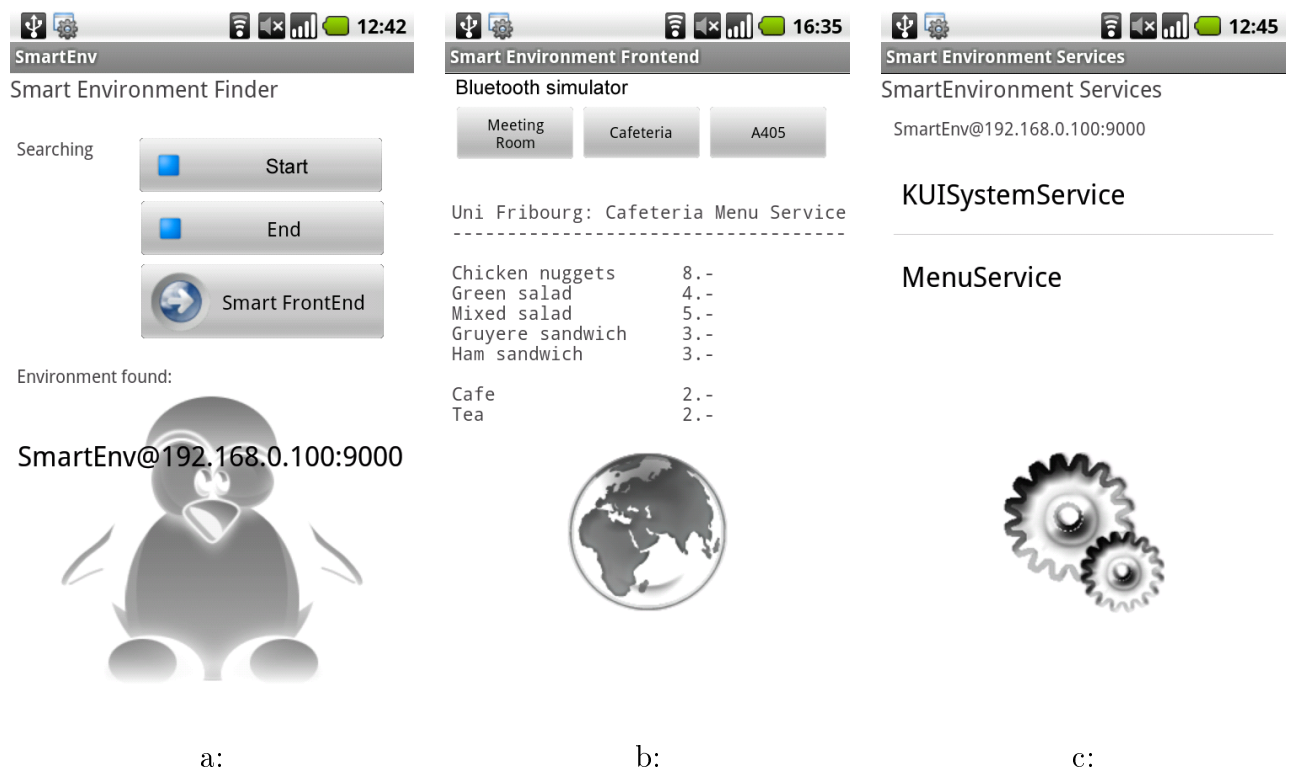 12:42
SmartEnv
Smart Environment Finder
Searching
Start
End
Smart FrontEnd
Environment found:
SmartEnv@192.168.0.100:9000
a:
16:35
Smart Environment Frontend
Bluetooth simulator
Meeting
Room
Cafeteria
A405
Uni Fribourg: Cafeteria Menu Service
------------------------------------
Chicken nuggets 8.-
Green salad 4.-
Mixed salad 5.-
Gruyere sandwich 3.-
Ham sandwich 3.-
Cafe 2.-
Tea 2.-
b:
12:45
Smart Environment Services
SmartEnvironment Services
SmartEnv@192.168.0.100:9000
KUISystemService
MenuService
c: